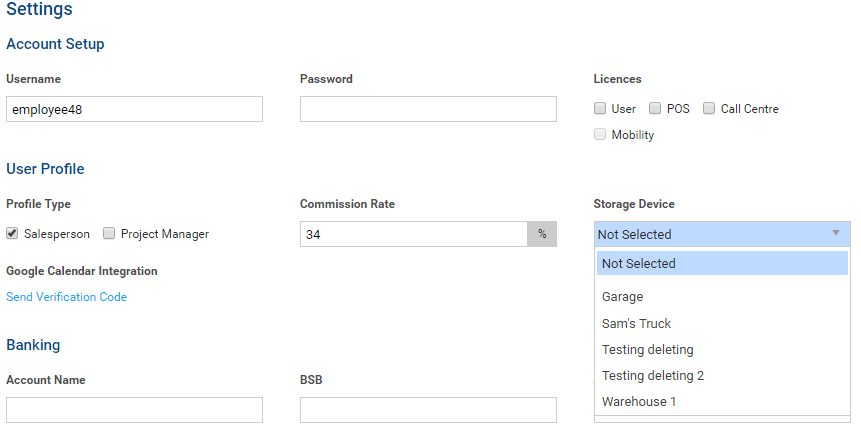 Settings
Account Setup
Username Password Licences
employee48 User POS Call Centre
Mobility
User Profile
Profile Type Commission Rate Storage Device
Salesperson Project Manager 34 % Not Selected
Not Selected
Google Calendar Integration
Send Verification Code Garage
Sam's Truck
Banking Testing deleting
Account Name BSB Testing deleting 2
Warehouse 1